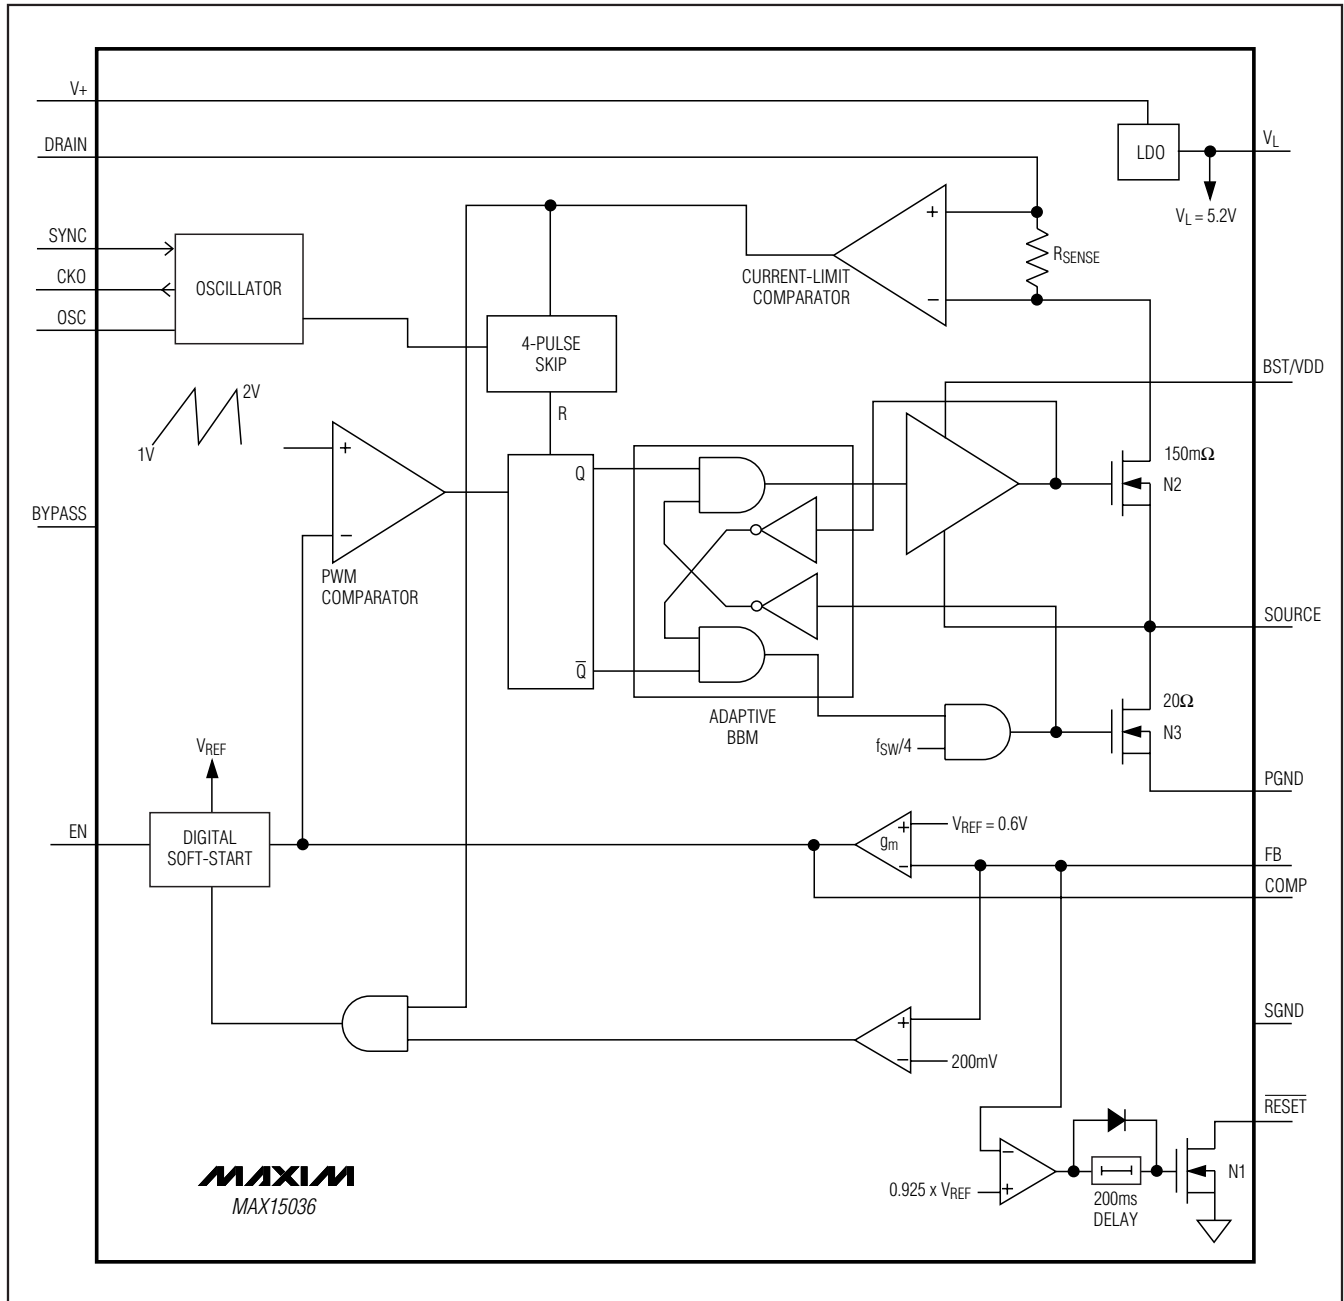 V+
DRAIN
LDO
VL
VL = 5.2V
SYNC
CKO
OSC
OSCILLATOR
+
−
RSENSE
CURRENT-LIMIT
COMPARATOR
4-PULSE
SKIP
R
BST/VDD
2V
1V
+
−
PWM
COMPARATOR
BYPASS
Q
Q̅
ADAPTIVE
BBM
150mΩ
N2
SOURCE
20Ω
N3
fSW/4
PGND
VREF
EN
DIGITAL
SOFT-START
gm
+
−
VREF = 0.6V
FB
COMP
+
−
200mV
SGND
R̅E̅S̅E̅T̅
−
+
0.925 x VREF
200ms
DELAY
N1
MAXIM
MAX15036